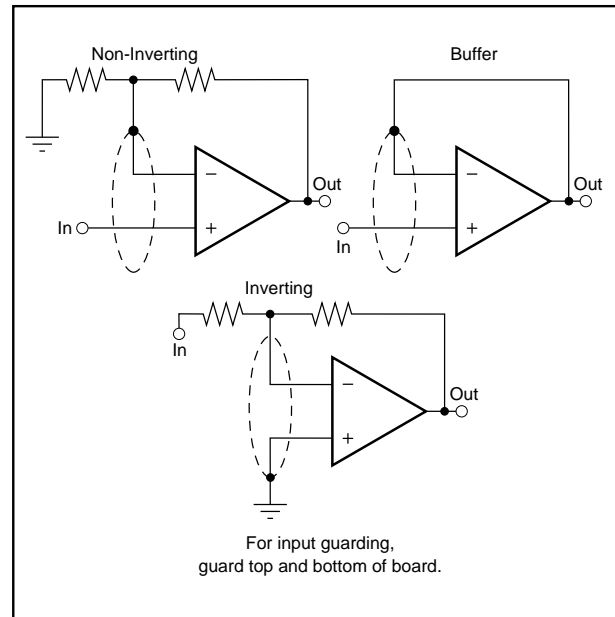 Non-Inverting
Buffer
−
+
In
Out
−
+
In
Out
Inverting
In
−
+
Out
For input guarding,
guard top and bottom of board.